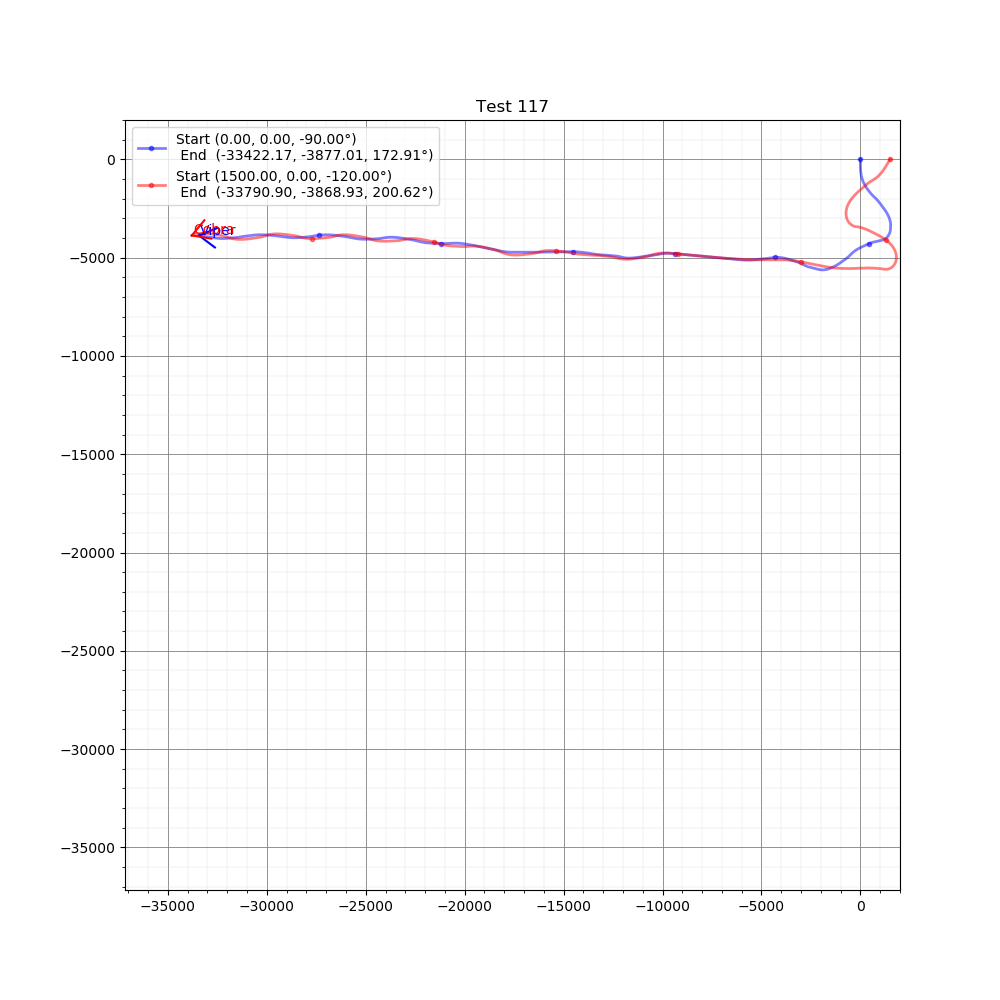 Test 117
Start (0.00, 0.00, -90.00°)
End (-33422.17, -3877.01, 172.91°)
Start (1500.00, 0.00, -120.00°)
End (-33790.90, -3868.93, 200.62°)
Cobra
0
−5000
−10000
−15000
−20000
−25000
−30000
−35000
−35000 −30000 −25000 −20000 −15000 −10000 −5000 0